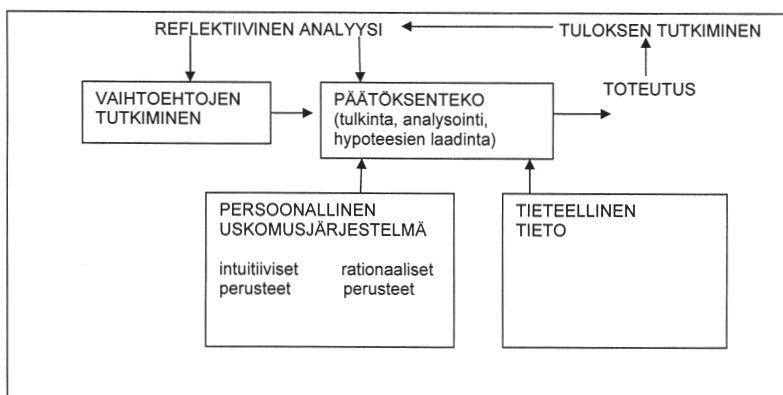 REFLEKTIIVINEN ANALYYSI
TULOKSEN TUTKIMINEN
TOTEUTUS
VAIHTOEHTOJEN
TUTKIMINEN
PÄÄTÖKSENTEKO
(tulkinta, analysointi,
hypoteesien laadinta)
PERSOONALLINEN
USKOMUSJÄRJESTELMÄ
intuitiiviset rationaaliset
perusteet perusteet
TIETEELLINEN
TIETO